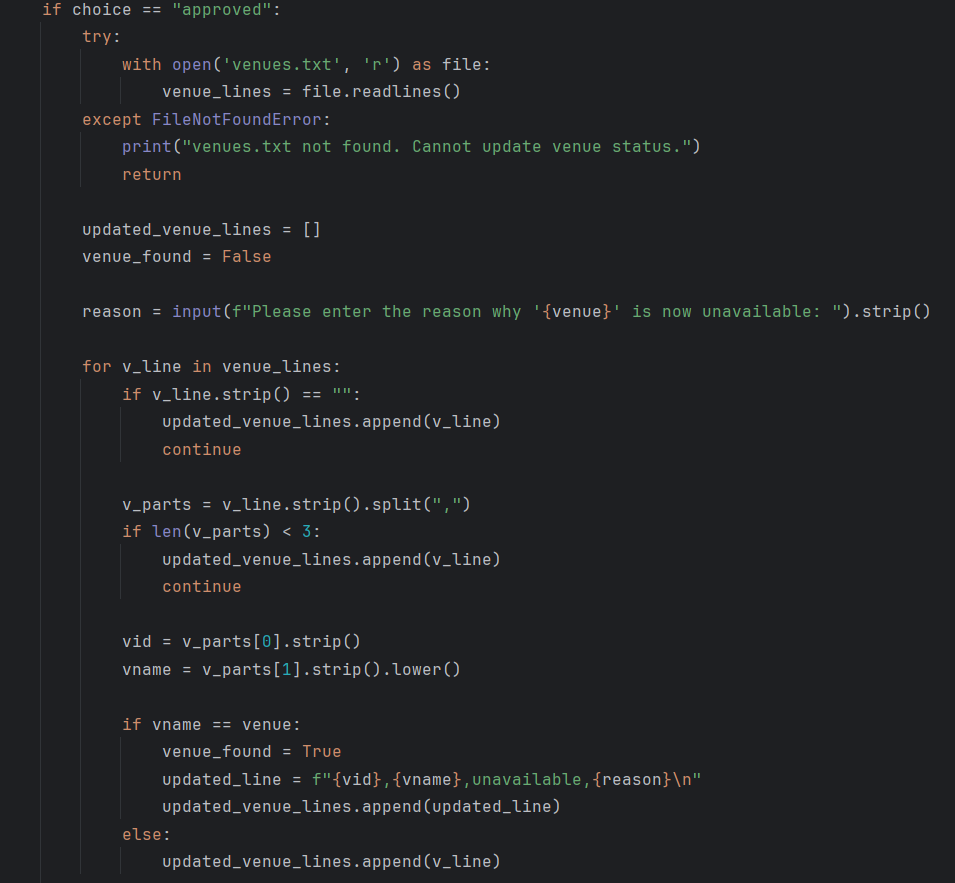 if choice == "approved":
    try:
        with open('venues.txt', 'r') as file:
            venue_lines = file.readlines()
    except FileNotFoundError:
        print("venues.txt not found. Cannot update venue status.")
        return

    updated_venue_lines = []
    venue_found = False

    reason = input(f"Please enter the reason why '{venue}' is now unavailable: ").strip()

    for v_line in venue_lines:
        if v_line.strip() == "":
            updated_venue_lines.append(v_line)
            continue

        v_parts = v_line.strip().split(",")
        if len(v_parts) < 3:
            updated_venue_lines.append(v_line)
            continue

        vid = v_parts[0].strip()
        vname = v_parts[1].strip().lower()

        if vname == venue:
            venue_found = True
            updated_line = f"{vid},{vname},unavailable,{reason}\n"
            updated_venue_lines.append(updated_line)
        else:
            updated_venue_lines.append(v_line)